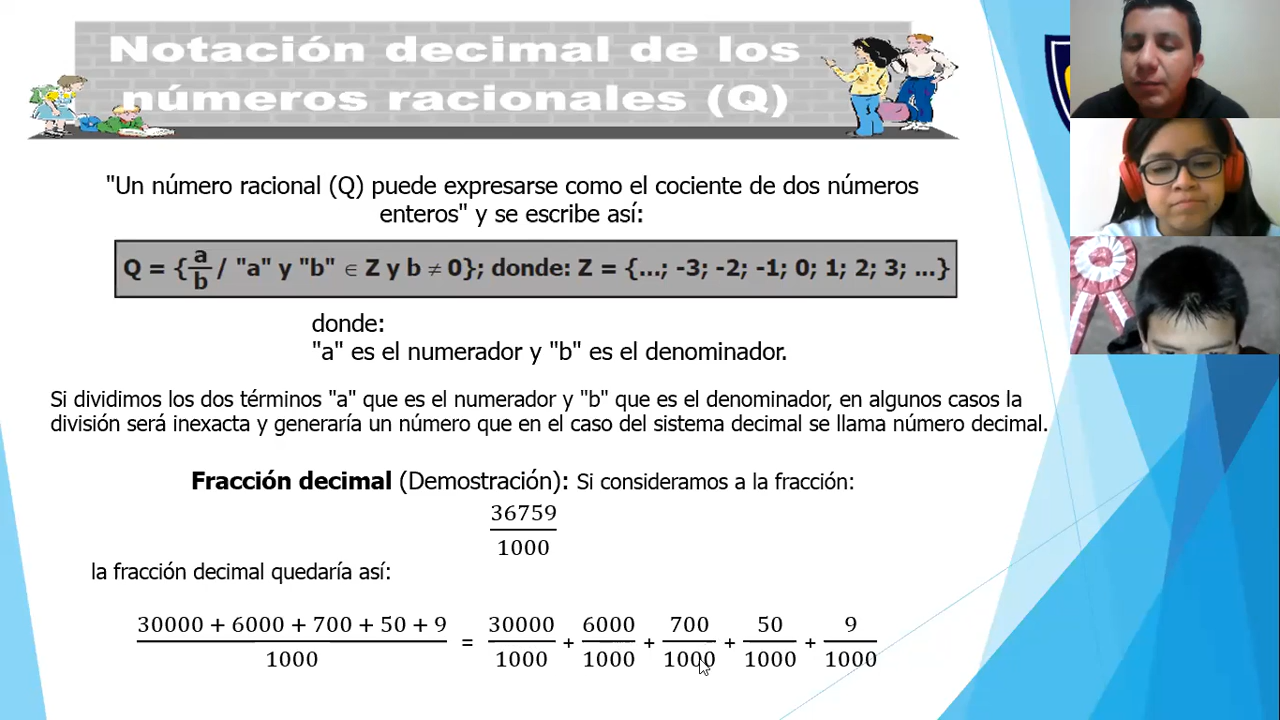 Notación decimal de los
números racionales (Q)
"Un número racional (Q) puede expresarse como el cociente de dos números
enteros" y se escribe así:
Q = {a/b / "a" y "b" ∈ Z y b ≠ 0}; donde: Z = {...; -3; -2; -1; 0; 1; 2; 3; ...}
donde:
"a" es el numerador y "b" es el denominador.
Si dividimos los dos términos "a" que es el numerador y "b" que es el denominador, en algunos casos la
división será inexacta y generaría un número que en el caso del sistema decimal se llama número decimal.
Fracción decimal (Demostración): Si consideramos a la fracción:
36759
1000
la fracción decimal quedaría así:
30000 + 6000 + 700 + 50 + 9 / 1000 = 30000/1000 + 6000/1000 + 700/1000 + 50/1000 + 9/1000